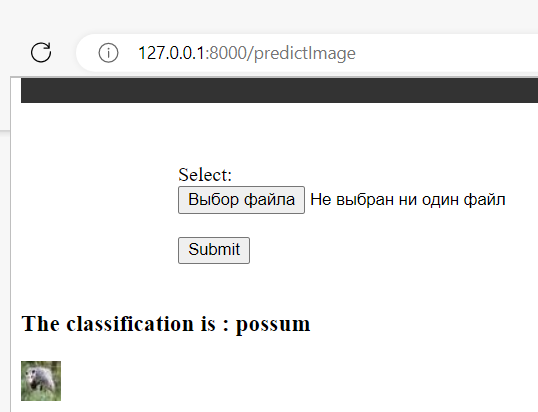 127.0.0.1:8000/predictImage
Select:
Выбор файла Не выбран ни один файл
Submit
The classification is : possum